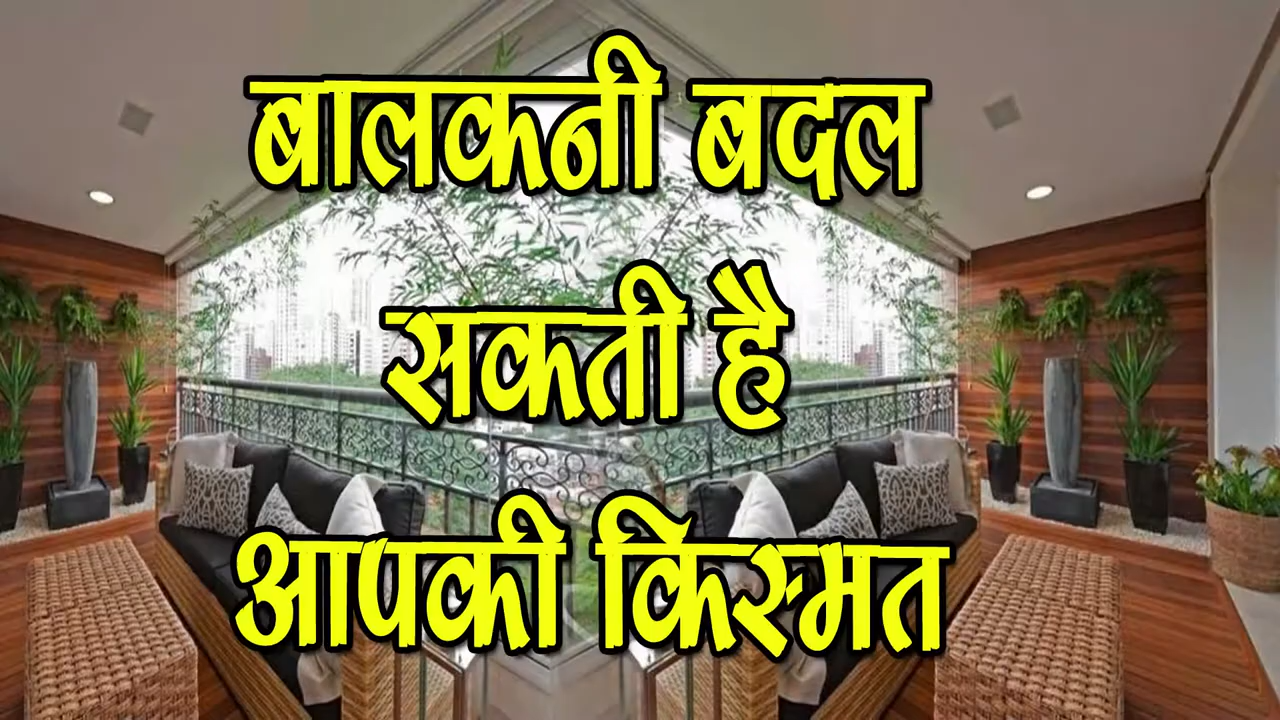 बालकनी बदल
सकती है
आपकी किस्मत